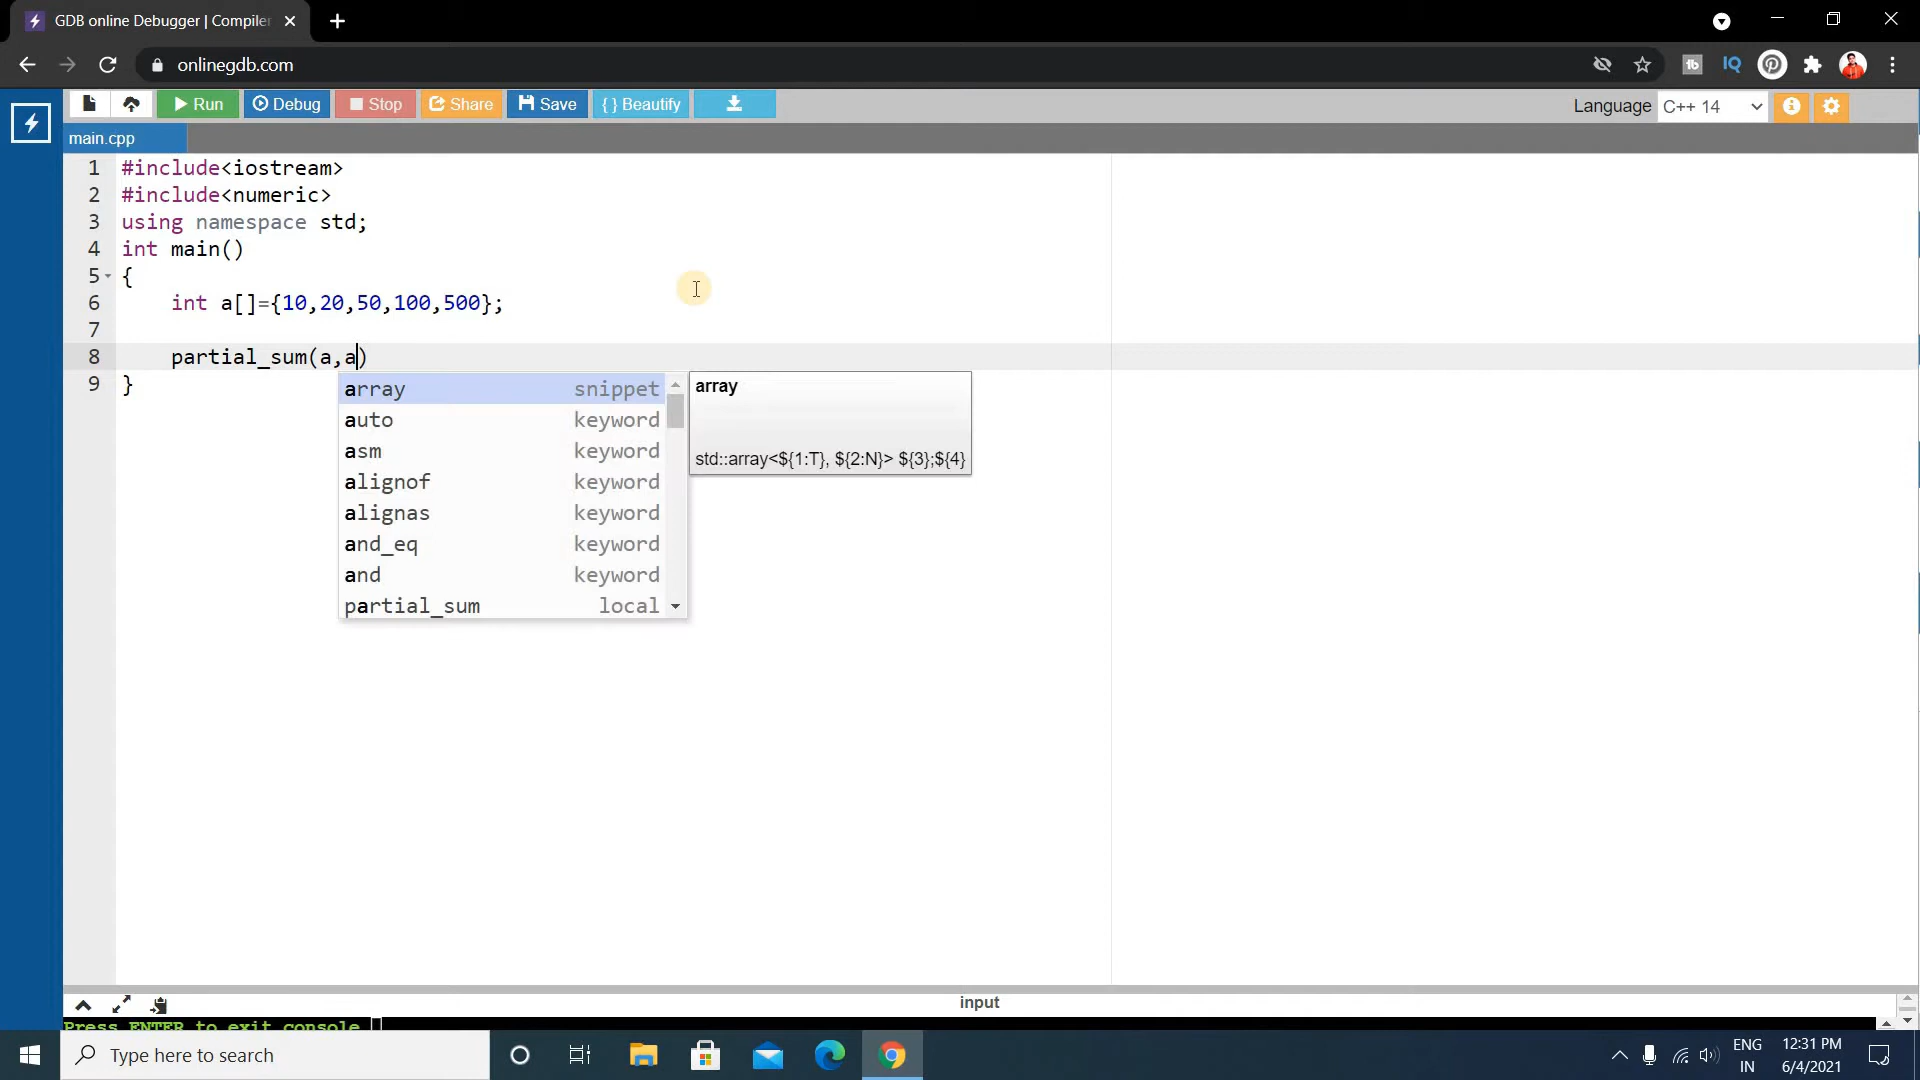 GDB online Debugger | Compiler
onlinegdb.com
Run
Debug
Stop
Share
Save
{ } Beautify
Language
C++ 14
main.cpp
1 #include<iostream>
2 #include<numeric>
3 using namespace std;
4 int main()
5 {
6 int a[]={10,20,50,100,500};
7
8 partial_sum(a,a)
9 }
array snippet
auto keyword
asm keyword
alignof keyword
alignas keyword
and_eq keyword
and keyword
partial_sum local
array
std::array<${1:T}, ${2:N}> ${3};${4}
input
Press ENTER to exit console
Type here to search
ENG
IN
12:31 PM
6/4/2021
tb
IQ